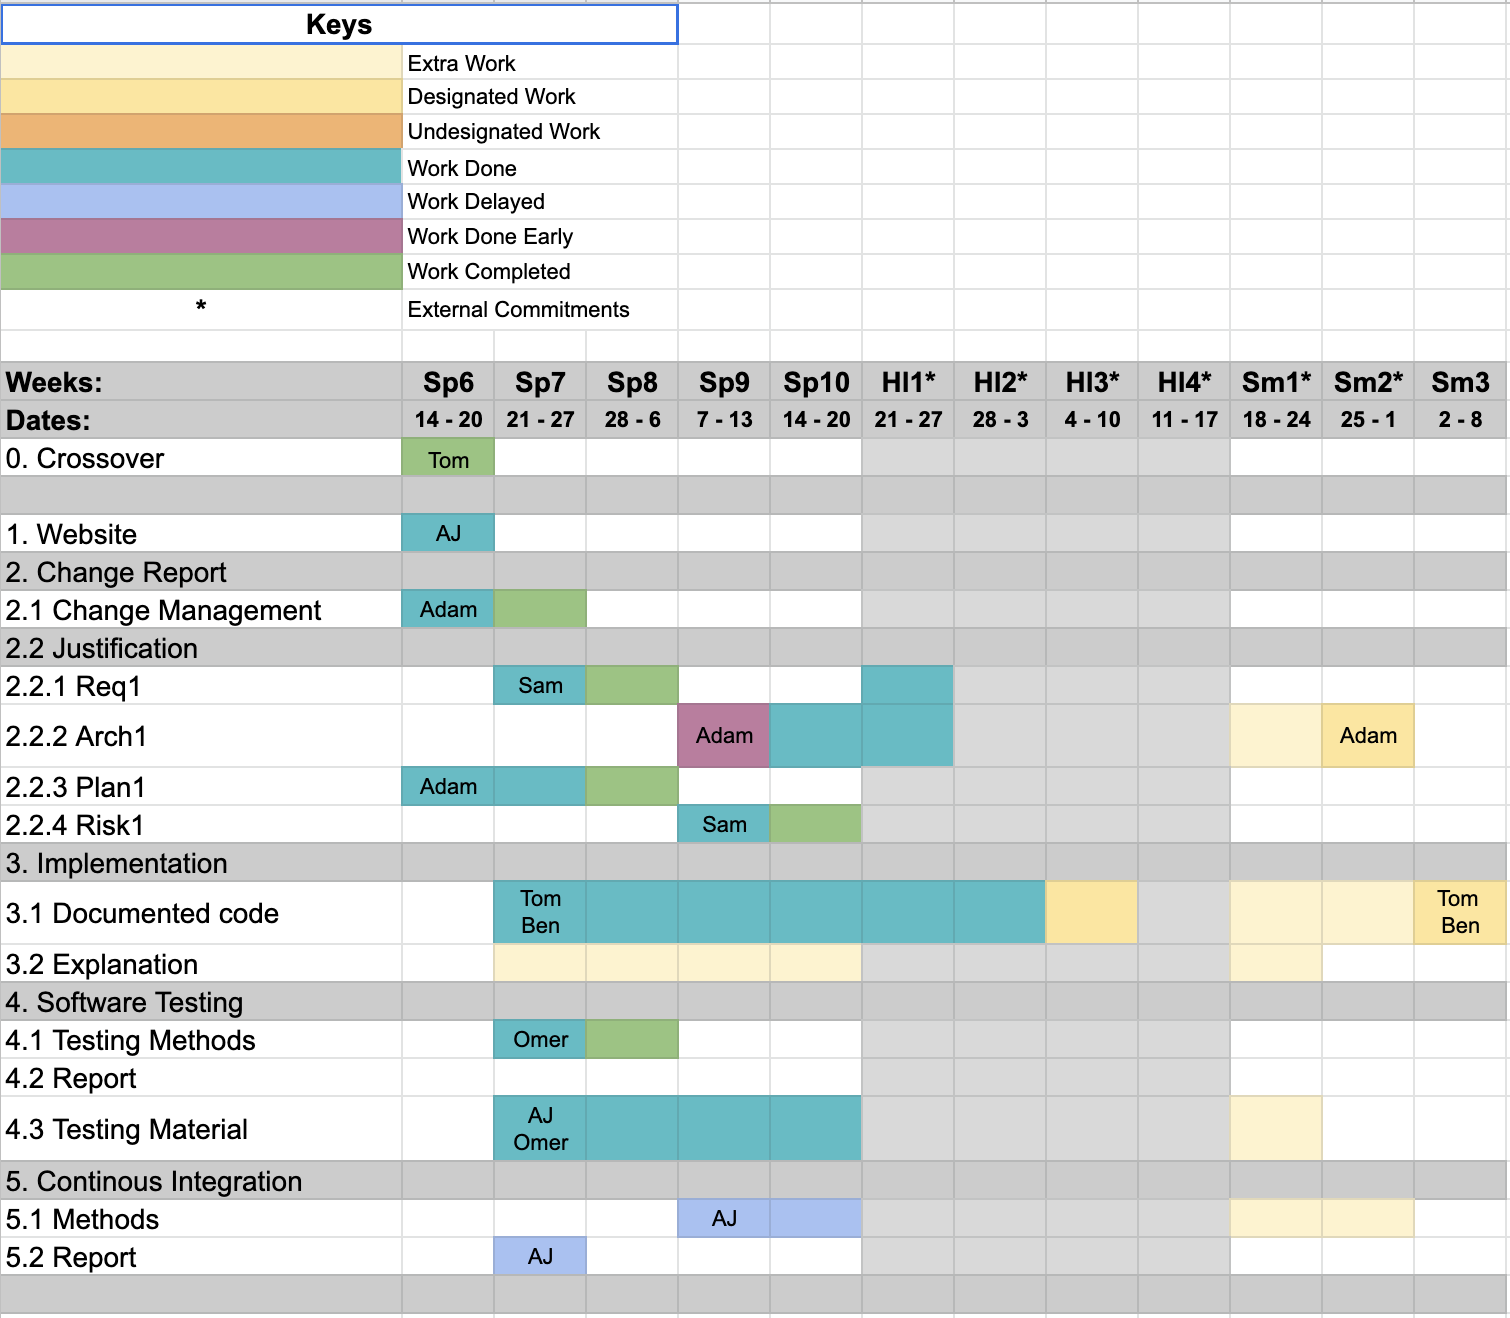 Keys
Extra Work
Designated Work
Undesignated Work
Work Done
Work Delayed
Work Done Early
Work Completed
* External Commitments
Weeks: Sp6 Sp7 Sp8 Sp9 Sp10 Hl1* Hl2* Hl3* Hl4* Sm1* Sm2* Sm3
Dates: 14 - 20 21 - 27 28 - 6 7 - 13 14 - 20 21 - 27 28 - 3 4 - 10 11 - 17 18 - 24 25 - 1 2 - 8
0. Crossover Tom
1. Website AJ
2. Change Report
2.1 Change Management Adam
2.2 Justification
2.2.1 Req1 Sam
2.2.2 Arch1 Adam Adam
2.2.3 Plan1 Adam
2.2.4 Risk1 Sam
3. Implementation
3.1 Documented code Tom Ben Tom Ben
3.2 Explanation
4. Software Testing
4.1 Testing Methods Omer
4.2 Report
4.3 Testing Material AJ Omer
5. Continous Integration
5.1 Methods AJ
5.2 Report AJ